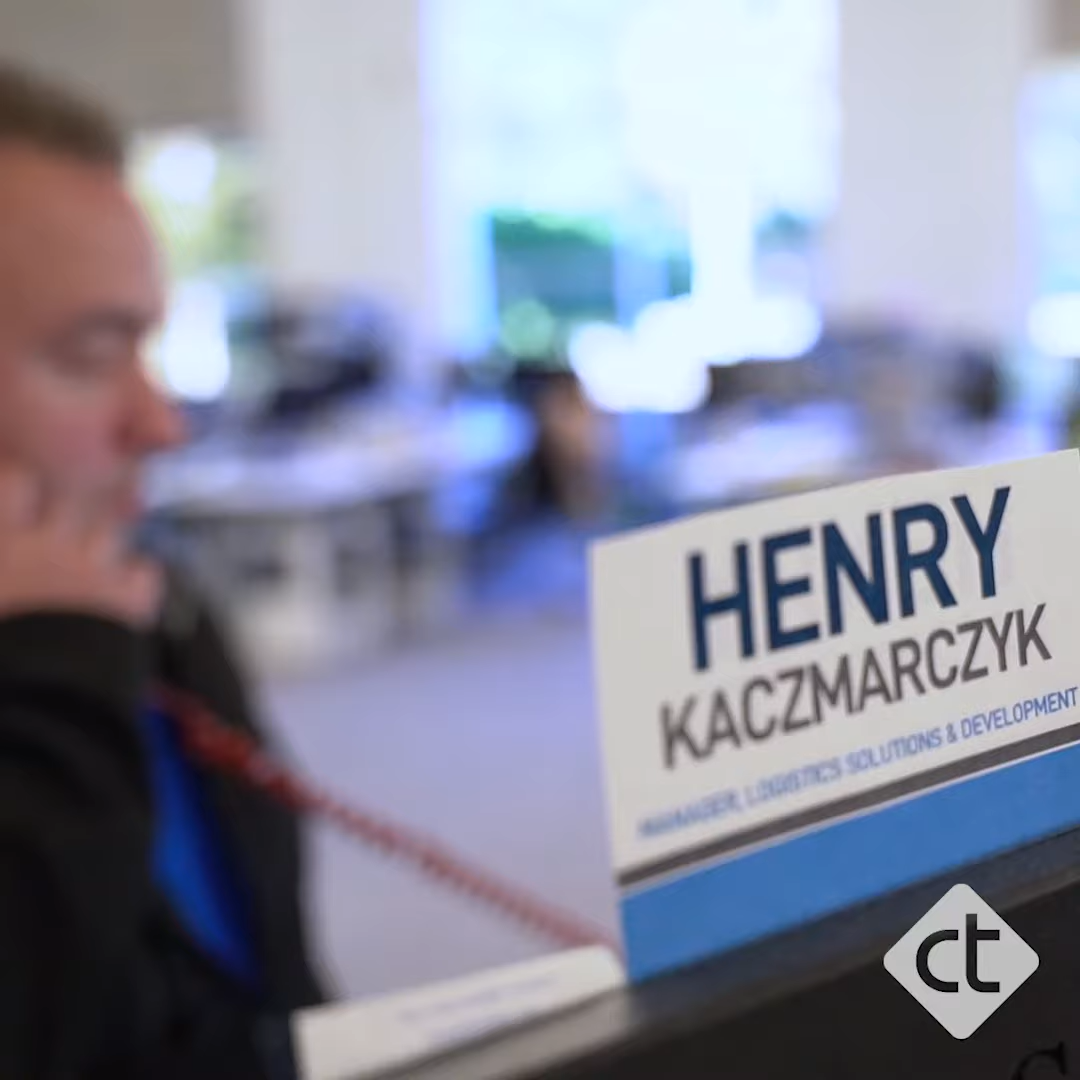 HENRY
KACZMARCZYK
MANAGER, LOGISTICS SOLUTIONS & DEVELOPMENT
ct